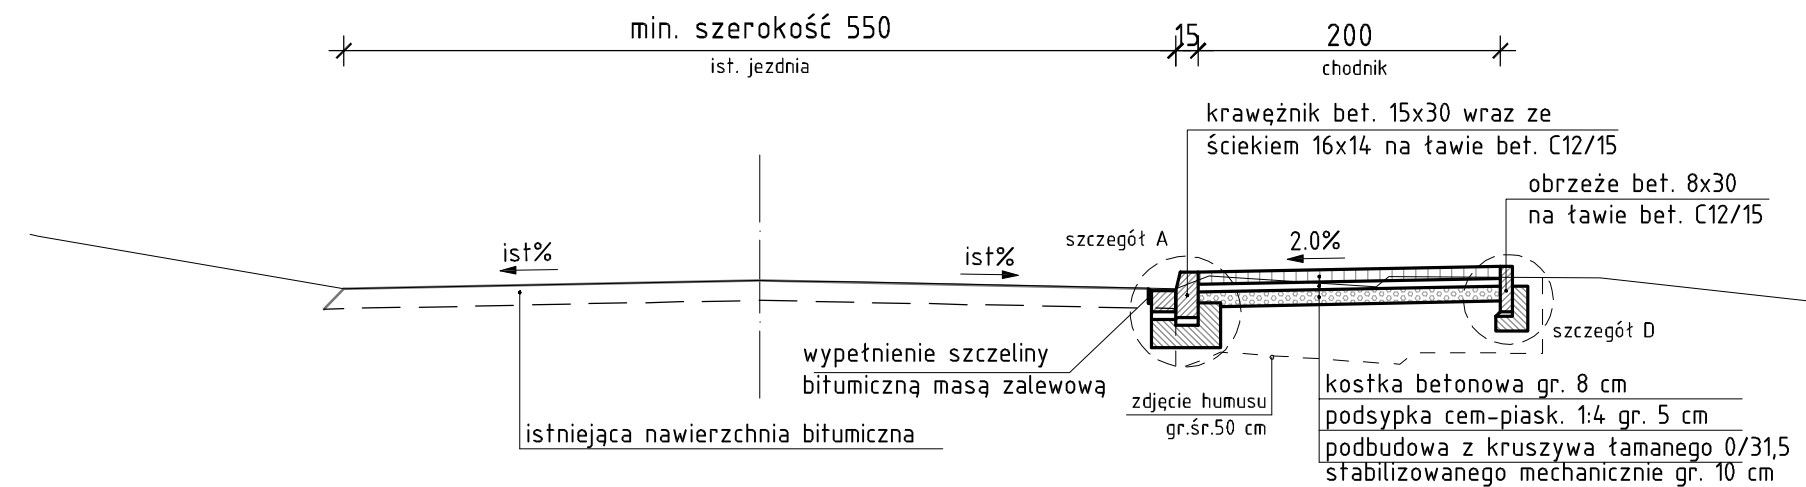 min. szerokość 550
15
200
ist. jezdnia
chodnik
krawężnik bet. 15x30 wraz ze
ściekiem 16x14 na ławie bet. C12/15
obrzeże bet. 8x30
na ławie bet. C12/15
szczegół A
2.0%
ist%
ist%
szczegół D
wypełnienie szczeliny
bitumiczną masą zalewową
zdjęcie humusu
gr.śr.50 cm
kostka betonowa gr. 8 cm
podsypka cem-piask. 1:4 gr. 5 cm
podbudowa z kruszywa łamanego 0/31,5
stabilizowanego mechanicznie gr. 10 cm
istniejąca nawierzchnia bitumiczna